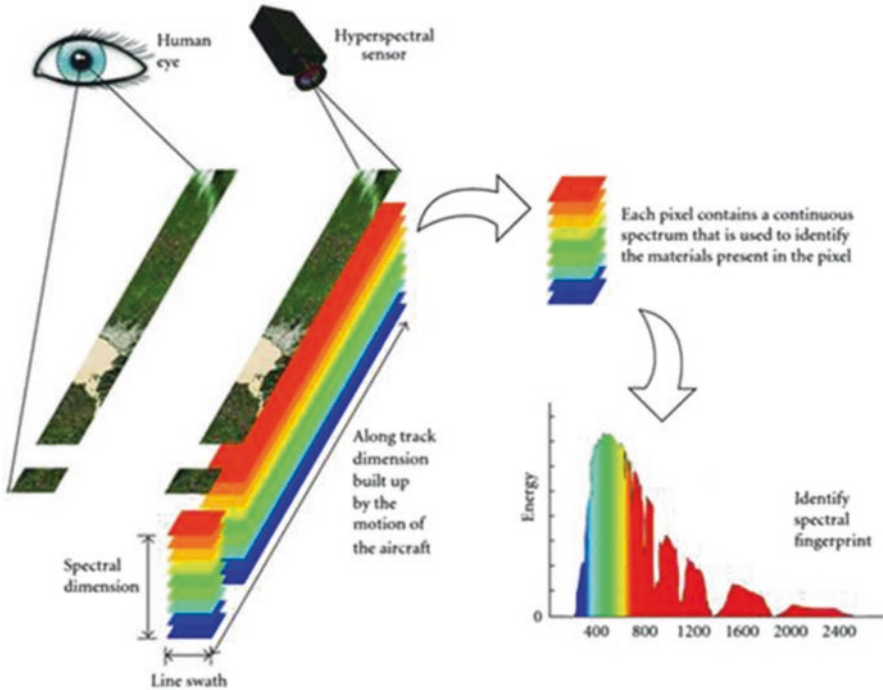 Human
eye
Hyperspectral
sensor
Each pixel contains a continuous
spectrum that is used to identify
the materials present in the pixel
Along track
dimension
built up
by the
motion of
the aircraft
Spectral
dimension
Line swath
Energy
Identify
spectral
fingerprint
0
400 800 1200 1600 2000 2400